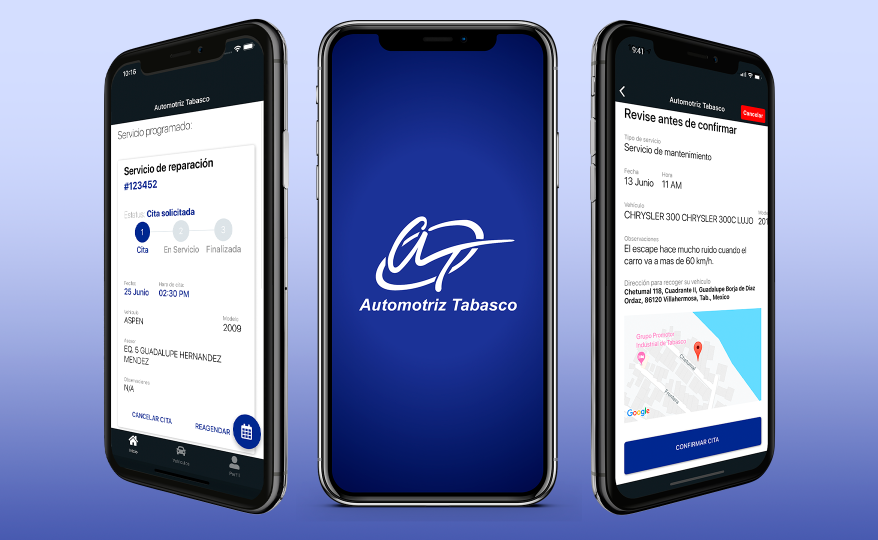 10:15
Automotriz Tabasco
Servicio programado:
Servicio de reparación
#123452
Estatus: Cita solicitada
1 2 3
Cita En Servicio Finalizada
Fecha: Hora de cita:
25 Junio 02:30 PM
Vehículo Modelo
ASPEN 2009
Asesor
EQ. 5 GUADALUPE HERNANDEZ
MENDEZ
Observaciones
N/A
CANCELAR CITA REAGENDAR
Inicio
Perfil
Automotriz Tabasco
9:41
Automotriz Tabasco
Cancelar
Revise antes de confirmar
Tipo de servicio
Servicio de mantenimiento
Fecha Hora
13 Junio 11 AM
Vehículo
CHRYSLER 300 CHRYSLER 300C LUJO 201
Observaciones
El escape hace mucho ruido cuando el
carro va a mas de 60 km/h.
Dirección para recoger su vehículo
Chetumal 118, Cuadrante II, Guadalupe Borja de Díaz
Ordaz, 86120 Villahermosa, Tab., Mexico
Grupo Promotor
Industrial de Tabasco
Chetumal
Frontera
Google
CONFIRMAR CITA